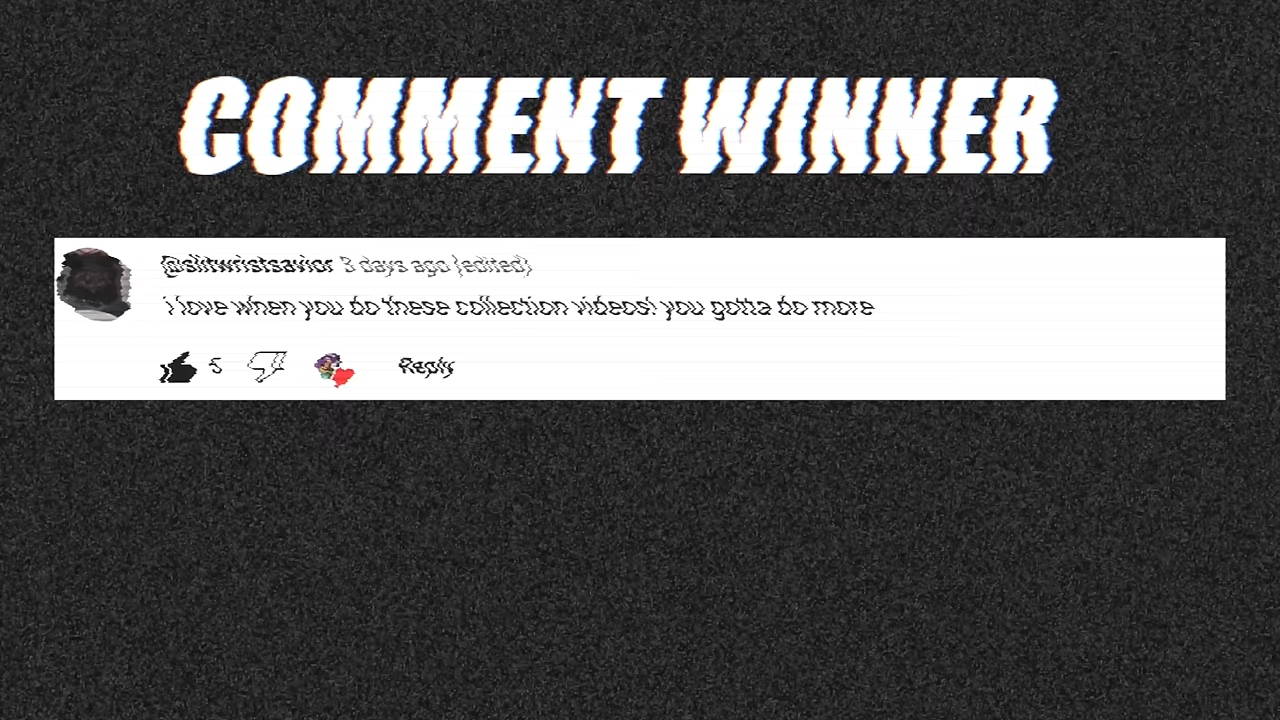 COMMENT WINNER
@slitwristsavior 3 days ago (edited)
i love when you do these collection videos! you gotta do more
5 Reply